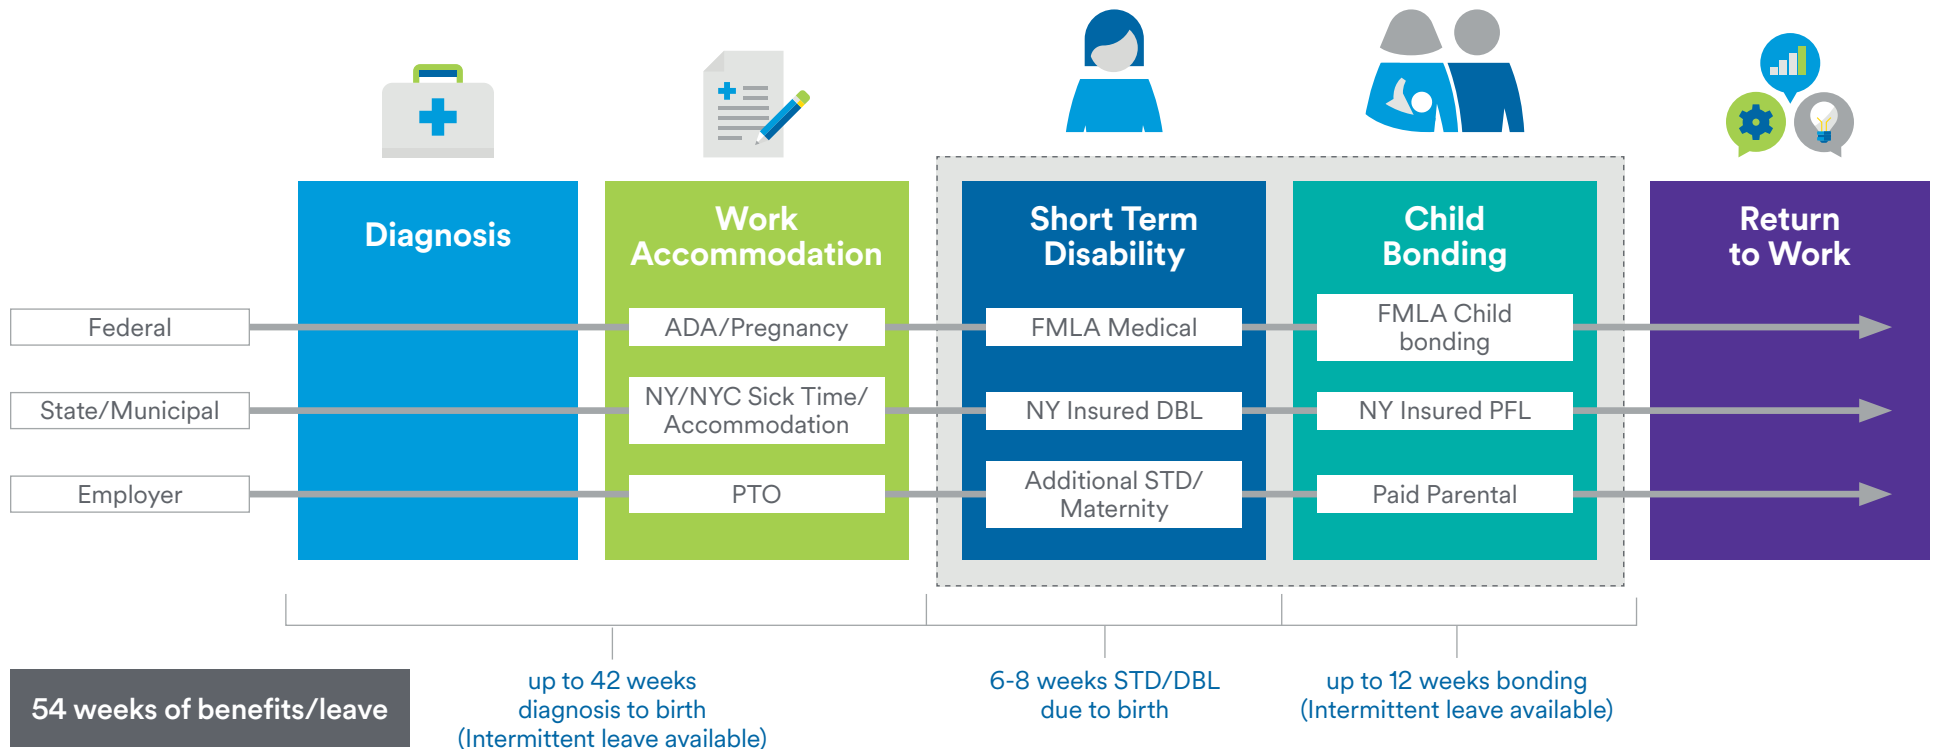 Diagnosis
Work
Accommodation
Short Term
Disability
Child
Bonding
Return
to Work
Federal
ADA/Pregnancy
FMLA Medical
FMLA Child
bonding
State/Municipal
NY/NYC Sick Time/
Accommodation
NY Insured DBL
NY Insured PFL
Employer
PTO
Additional STD/
Maternity
Paid Parental
54 weeks of benefits/leave
up to 42 weeks
diagnosis to birth
(Intermittent leave available)
6-8 weeks STD/DBL
due to birth
up to 12 weeks bonding
(Intermittent leave available)